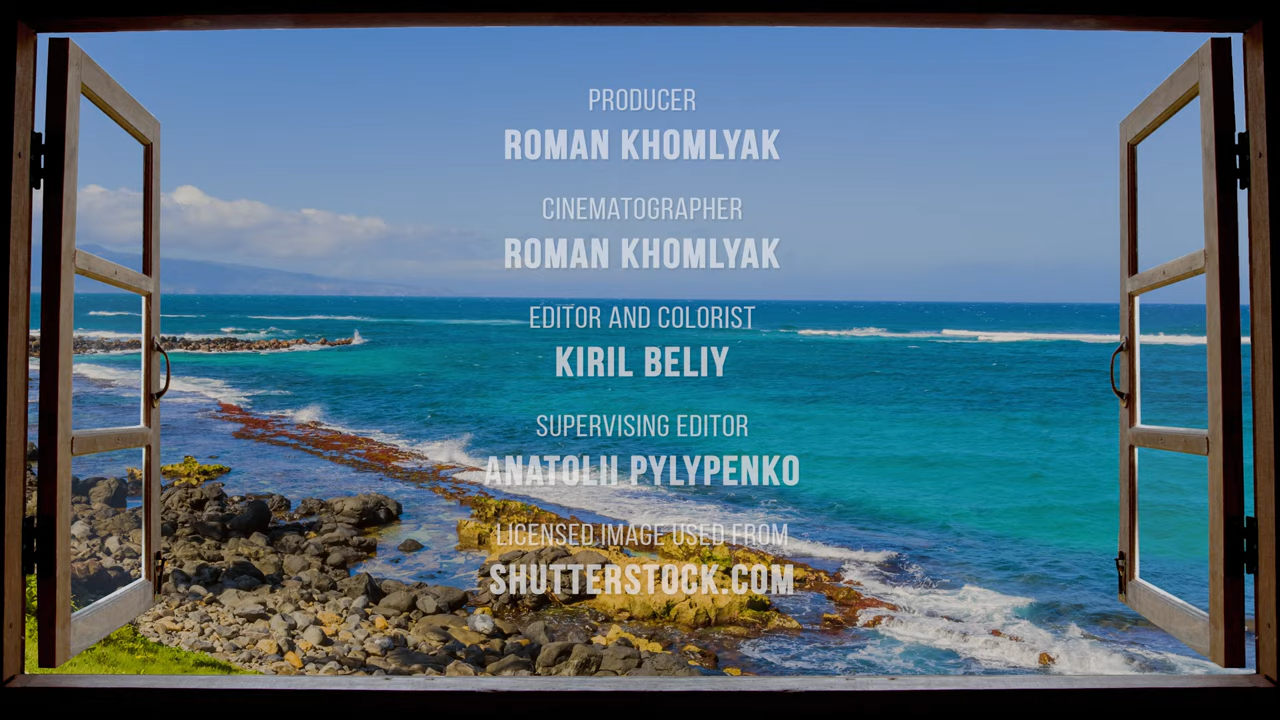 PRODUCER
ROMAN KHOMLYAK
CINEMATOGRAPHER
ROMAN KHOMLYAK
EDITOR AND COLORIST
KIRIL BELIY
SUPERVISING EDITOR
ANATOLII PYLYPENKO
LICENSED IMAGE USED FROM
SHUTTERSTOCK.COM